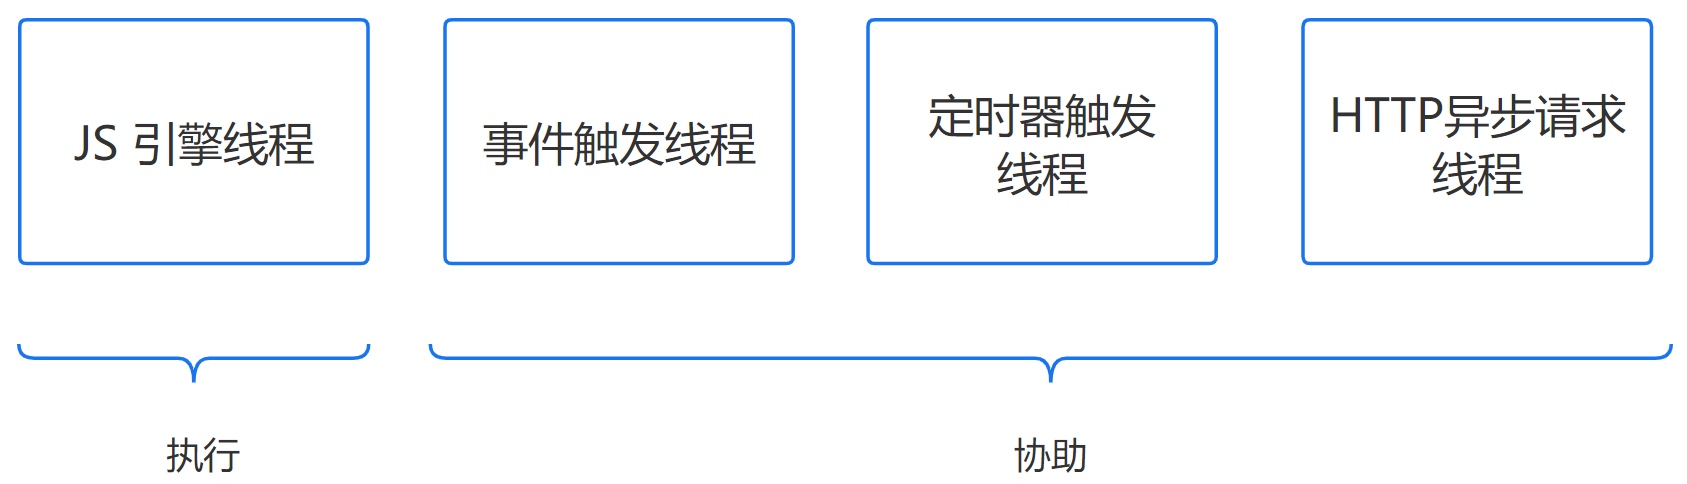 JS 引擎线程
事件触发线程
定时器触发
线程
HTTP异步请求
线程
执行
协助